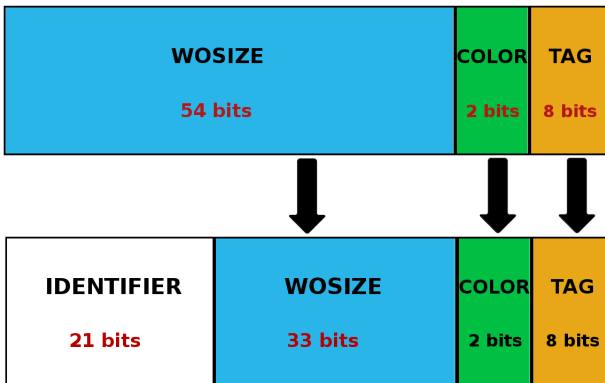 WOSIZE COLOR TAG
54 bits 2 bits 8 bits
IDENTIFIER WOSIZE COLOR TAG
21 bits 33 bits 2 bits 8 bits